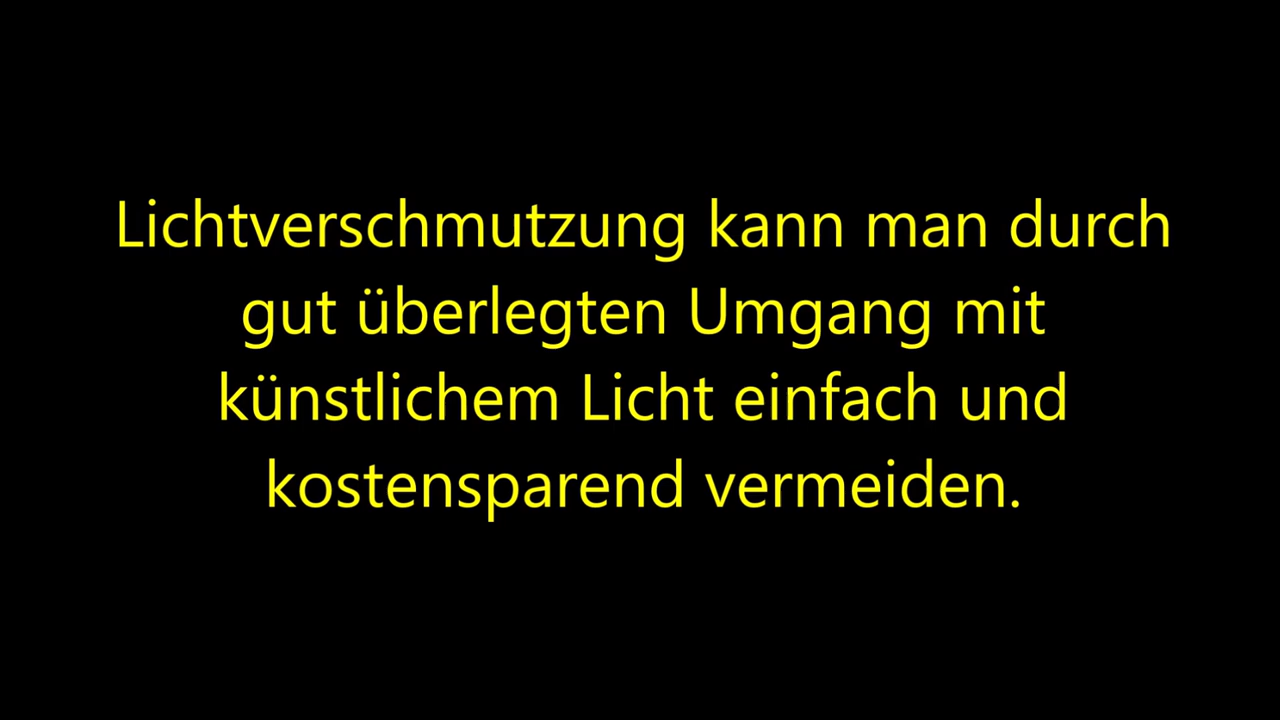 Lichtverschmutzung kann man durch
gut überlegten Umgang mit
künstlichem Licht einfach und
kostensparend vermeiden.